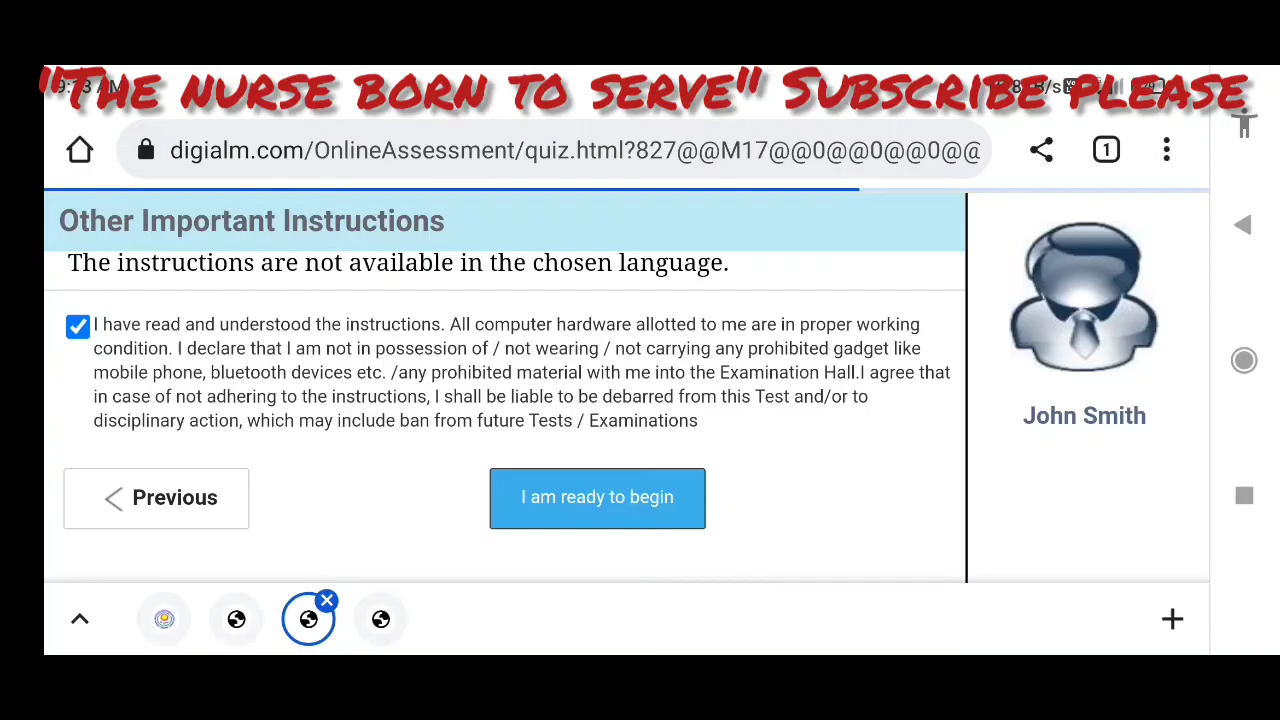 "The nurse born to serve" Subscribe please
digialm.com/OnlineAssessment/quiz.html?827@@M17@@0@@0@@0@@
1
Other Important Instructions
The instructions are not available in the chosen language.
I have read and understood the instructions. All computer hardware allotted to me are in proper working
condition. I declare that I am not in possession of / not wearing / not carrying any prohibited gadget like
mobile phone, bluetooth devices etc. /any prohibited material with me into the Examination Hall.I agree that
in case of not adhering to the instructions, I shall be liable to be debarred from this Test and/or to
disciplinary action, which may include ban from future Tests / Examinations
John Smith
Previous
I am ready to begin